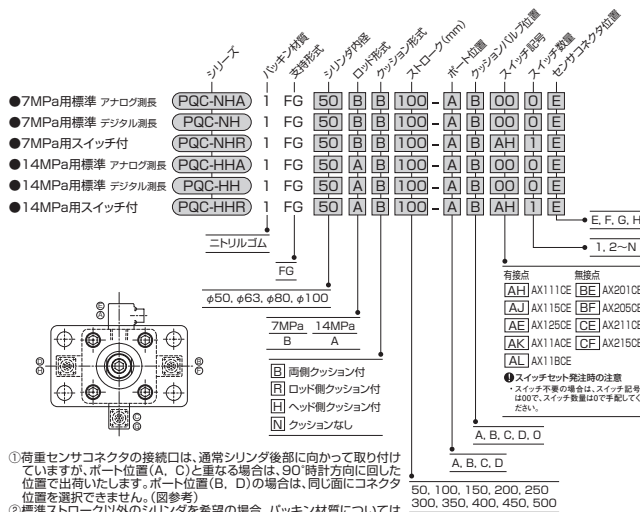 シリーズ
パッキン材質
支持形式
シリンダ内径
ロッド形式
クッション形式
ストローク(mm)
ポート位置
クッションバルブ位置
スイッチ記号
スイッチ数量
センサコネクタ位置
●7MPa用標準 アナログ測長 PQC-NHA 1 FG 50 B B 100 - A B 00 0 E
●7MPa用標準 デジタル測長 PQC-NH 1 FG 50 B B 100 - A B 00 0 E
●7MPa用スイッチ付 PQC-NHR 1 FG 50 B B 100 - A B AH 1 E
●14MPa用標準 アナログ測長 PQC-HHA 1 FG 50 A B 100 - A B 00 0 E
●14MPa用標準 デジタル測長 PQC-HH 1 FG 50 A B 100 - A B 00 0 E
●14MPa用スイッチ付 PQC-HHR 1 FG 50 A B 100 - A B AH 1 E
E, F, G, H
1, 2〜N
ニトリルゴム
FG
φ50, φ63, φ80, φ100
7MPa 14MPa
B A
B 両側クッション付
R ロッド側クッション付
H ヘッド側クッション付
N クッションなし
有接点 無接点
AH AX111CE BE AX201CE
AJ AX115CE BF AX205CE
AE AX125CE CE AX211CE
AK AX11ACE CF AX215CE
AL AX11BCE
スイッチセット発注時の注意
・スイッチ不要の場合は、スイッチ記号
は00で、スイッチ数量は0で手配してく
ださい。
A, B, C, D, 0
A, B, C, D
50, 100, 150, 200, 250
300, 350, 400, 450, 500
①荷重センサコネクタの接続口は、通常シリンダ後部に向かって取り付け
ていますが、ポート位置(A, C)と重なる場合は、90°時計方向に回した
位置で出荷いたします。ポート位置(B, D)の場合は、同じ面にコネクタ
位置を選択できません。(図参考)
②標準ストローク以外のシリンダを希望の場合、パッキン材質については